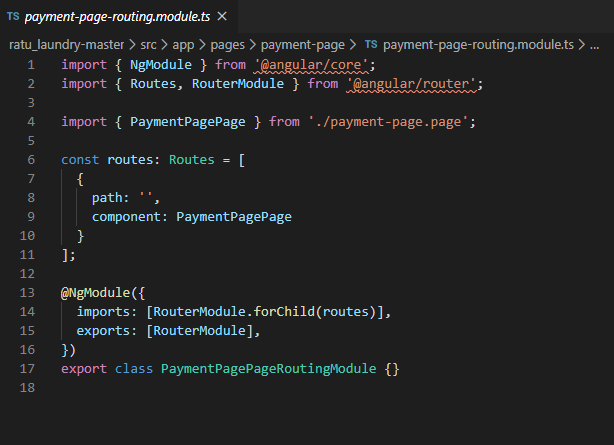 TS payment-page-routing.module.ts ×
ratu_laundry-master > src > app > pages > payment-page > TS payment-page-routing.module.ts > ...
1 import { NgModule } from '@angular/core';
2 import { Routes, RouterModule } from '@angular/router';
3
4 import { PaymentPagePage } from './payment-page.page';
5
6 const routes: Routes = [
7   {
8     path: '',
9     component: PaymentPagePage
10   }
11 ];
12
13 @NgModule({
14   imports: [RouterModule.forChild(routes)],
15   exports: [RouterModule],
16 })
17 export class PaymentPagePageRoutingModule {}
18